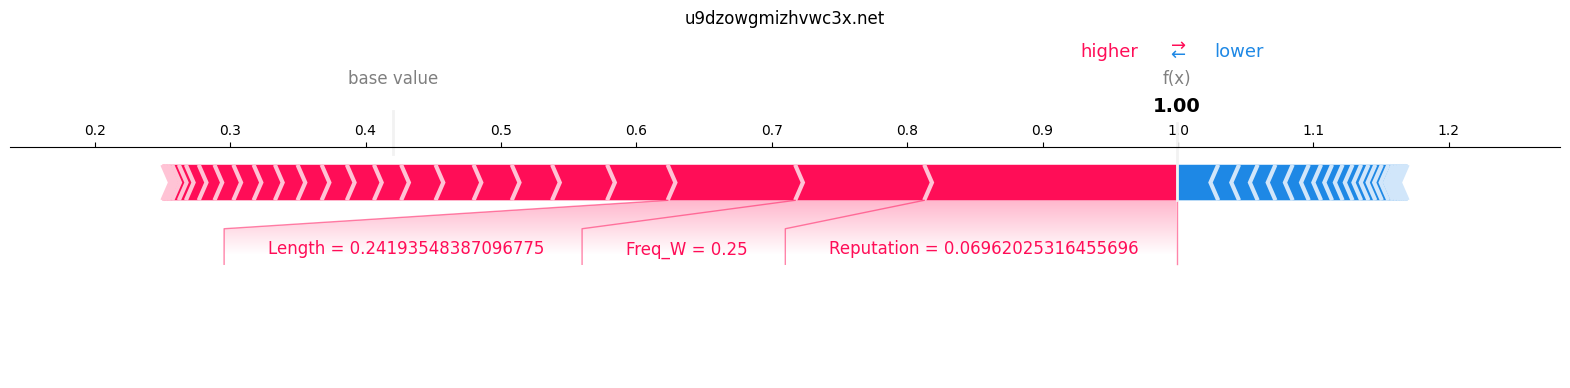 u9dzowgmizhvwc3x.net
higher ⇄ lower
base value f(x)
1.00
0.2 0.3 0.4 0.5 0.6 0.7 0.8 0.9 1.0 1.1 1.2
Length = 0.24193548387096775 Freq_W = 0.25 Reputation = 0.06962025316455696